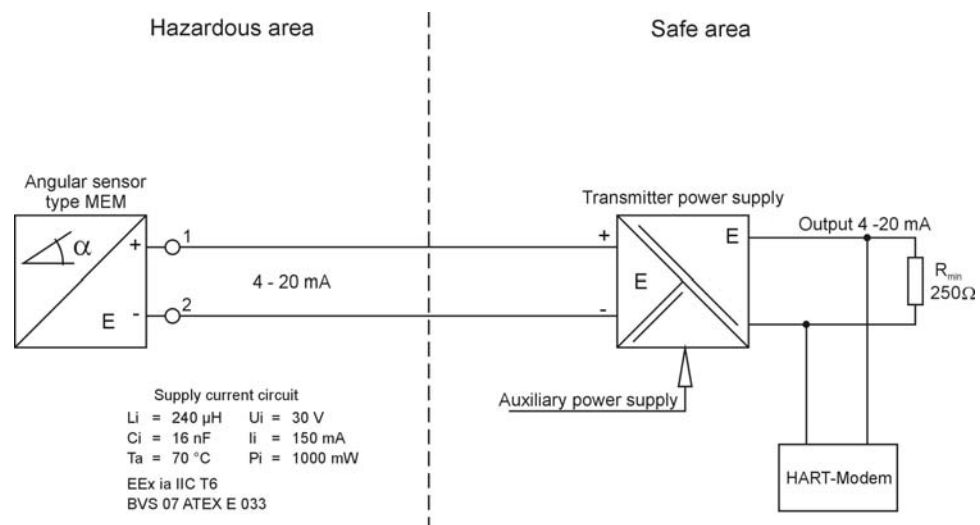 Hazardous area
Safe area
Angular sensor
type MEM
α
+
E
-
1
2
4 - 20 mA
Transmitter power supply
+
-
E
E
Output 4 -20 mA
Rmin
250Ω
Auxiliary power supply
HART-Modem
Supply current circuit
Li = 240 µH Ui = 30 V
Ci = 16 nF Ii = 150 mA
Ta = 70 °C Pi = 1000 mW
EEx ia IIC T6
BVS 07 ATEX E 033